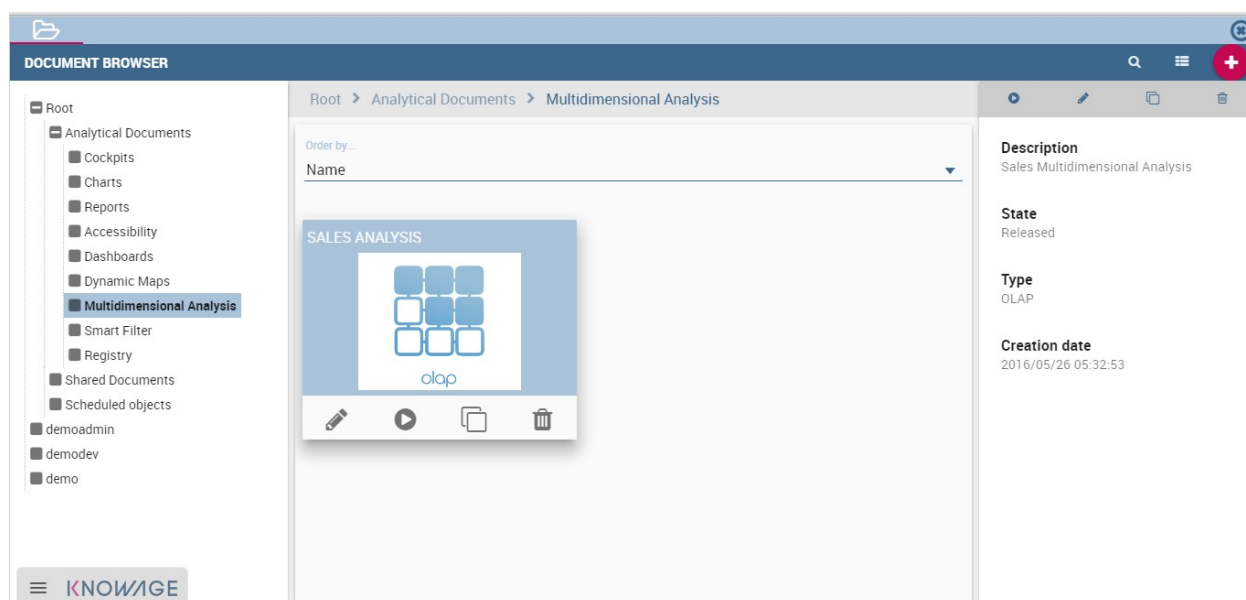 DOCUMENT BROWSER
Root
Analytical Documents
Cockpits
Charts
Reports
Accessibility
Dashboards
Dynamic Maps
Multidimensional Analysis
Smart Filter
Registry
Shared Documents
Scheduled objects
demoadmin
demodev
demo
KNOWAGE
Root > Analytical Documents > Multidimensional Analysis
Order by...
Name
SALES ANALYSIS
olap
Description
Sales Multidimensional Analysis
State
Released
Type
OLAP
Creation date
2016/05/26 05:32:53